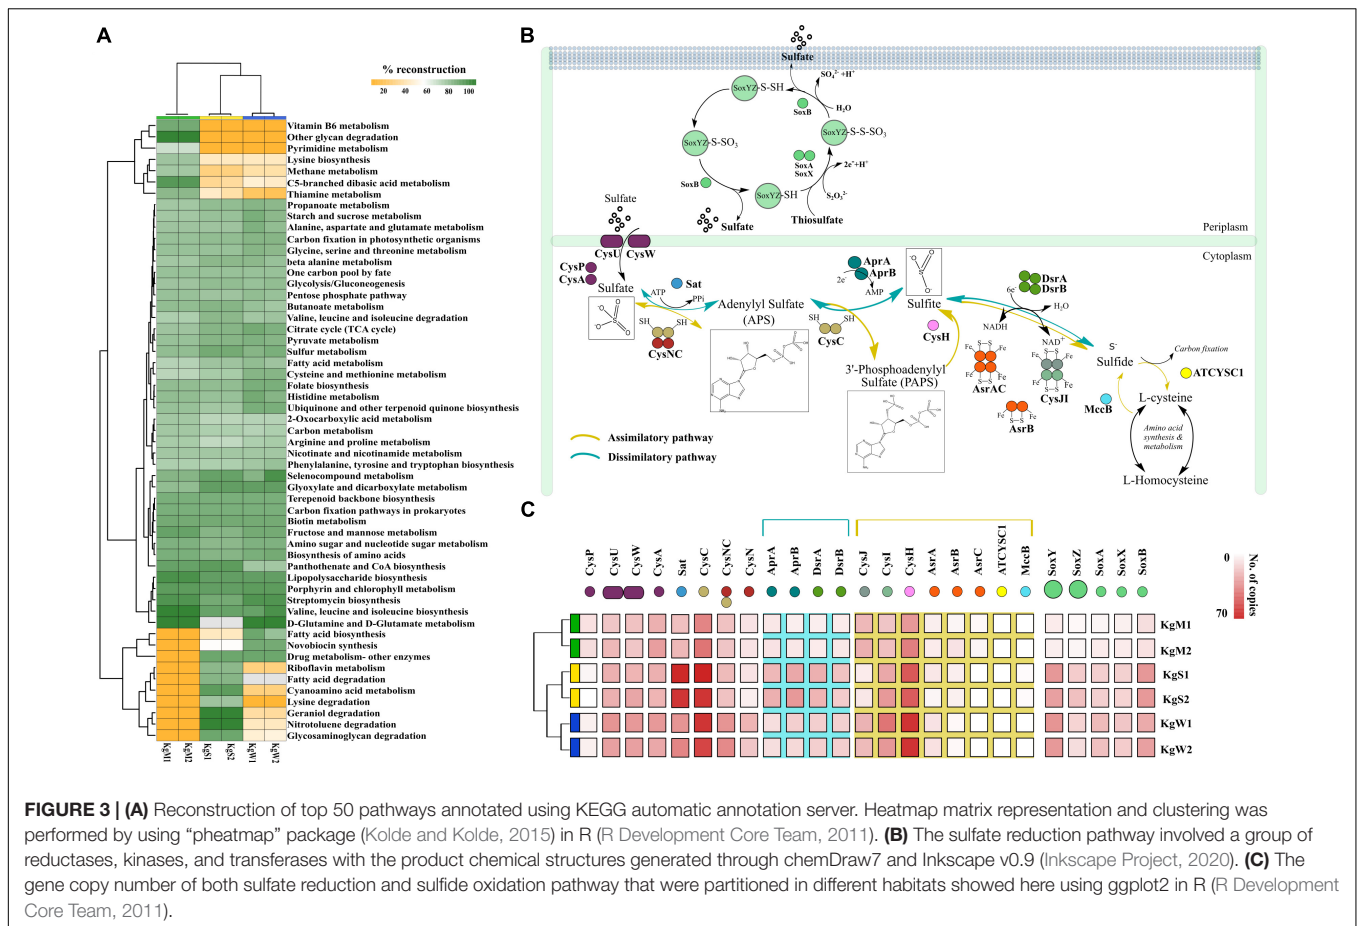 A
% reconstruction
20 40 60 80 100
Vitamin B6 metabolism
Other glycan degradation
Pyrimidine metabolism
Lysine biosynthesis
Methane metabolism
C5-branched dibasic acid metabolism
Thiamine metabolism
Propanoate metabolism
Starch and sucrose metabolism
Alanine, aspartate and glutamate metabolism
Carbon fixation in photosynthetic organisms
Glycine, serine and threonine metabolism
beta alanine metabolism
One carbon pool by fate
Glycolysis/Gluconeogenesis
Pentose phosphate pathway
Butanoate metabolism
Valine, leucine and isoleucine degradation
Citrate cycle (TCA cycle)
Pyruvate metabolism
Sulfur metabolism
Fatty acid metabolism
Cysteine and methionine metabolism
Folate biosynthesis
Histidine metabolism
Ubiquinone and other terpenoid quinone biosynthesis
2-Oxocarboxylic acid metabolism
Carbon metabolism
Arginine and proline metabolism
Nicotinate and nicotinamide metabolism
Phenylalanine, tyrosine and tryptophan biosynthesis
Selenocompound metabolism
Glyoxylate and dicarboxylate metabolism
Terepenoid backbone biosynthesis
Carbon fixation pathways in prokaryotes
Biotin metabolism
Fructose and mannose metabolism
Amino sugar and nucleotide sugar metabolism
Biosynthesis of amino acids
Panthothenate and CoA biosynthesis
Lipopolysaccharide biosynthesis
Porphyrin and chlorophyll metabolism
Streptomycin biosynthesis
Valine, leucine and isoleucine biosynthesis
D-Glutamine and D-Glutamate metabolism
Fatty acid biosynthesis
Novobiocin synthesis
Drug metabolism- other enzymes
Riboflavin metabolism
Fatty acid degradation
Cyanoamino acid metabolism
Lysine degradation
Geraniol degradation
Nitrotoluene degradation
Glycosaminoglycan degradation
KgM1 KgM2 KgS1 KgS2 KgW1 KgW2
B
Sulfate
SO₄²⁻ +H⁺
SoxYZ-S-SH
SoxB
H₂O
SoxYZ-S-S-SO₃
SoxYZ-S-SO₃
SoxA
SoxX
2e⁻+H⁺
SoxB
SoxYZ-SH
S₂O₃²⁻
Sulfate
Thiosulfate
Periplasm
Cytoplasm
Sulfate
CysU CysW
CysP
CysA
Sulfate
ATP
Sat
PPi
SH SH
CysNC
Adenylyl Sulfate
(APS)
AprA
AprB
2e⁻
AMP
SH SH
CysC
Sulfite
CysH
3'-Phosphoadenylyl
Sulfate (PAPS)
DsrA
DsrB
6e⁻
H₂O
NADH
NAD⁺
Fe S-S Fe
Fe S-S Fe
AsrAC
Fe S-S Fe
Fe S-S Fe
CysJI
Fe S-S Fe
AsrB
S⁻
Sulfide
Carbon fixation
ATCYSC1
MccB
L-cysteine
Amino acid
synthesis &
metabolism
L-Homocysteine
Assimilatory pathway
Dissimilatory pathway
C
CysP CysU CysW CysA Sat CysC CysNC CysN AprA AprB DsrA DsrB CysJ CysI CysH AsrA AsrB AsrC ATCYSC1 MccB SoxY SoxZ SoxA SoxX SoxB
0
70
No. of copies
KgM1
KgM2
KgS1
KgS2
KgW1
KgW2
FIGURE 3 | (A) Reconstruction of top 50 pathways annotated using KEGG automatic annotation server. Heatmap matrix representation and clustering was
performed by using “pheatmap” package (Kolde and Kolde, 2015) in R (R Development Core Team, 2011). (B) The sulfate reduction pathway involved a group of
reductases, kinases, and transferases with the product chemical structures generated through chemDraw7 and Inkscape v0.9 (Inkscape Project, 2020). (C) The
gene copy number of both sulfate reduction and sulfide oxidation pathway that were partitioned in different habitats showed here using ggplot2 in R (R Development
Core Team, 2011).